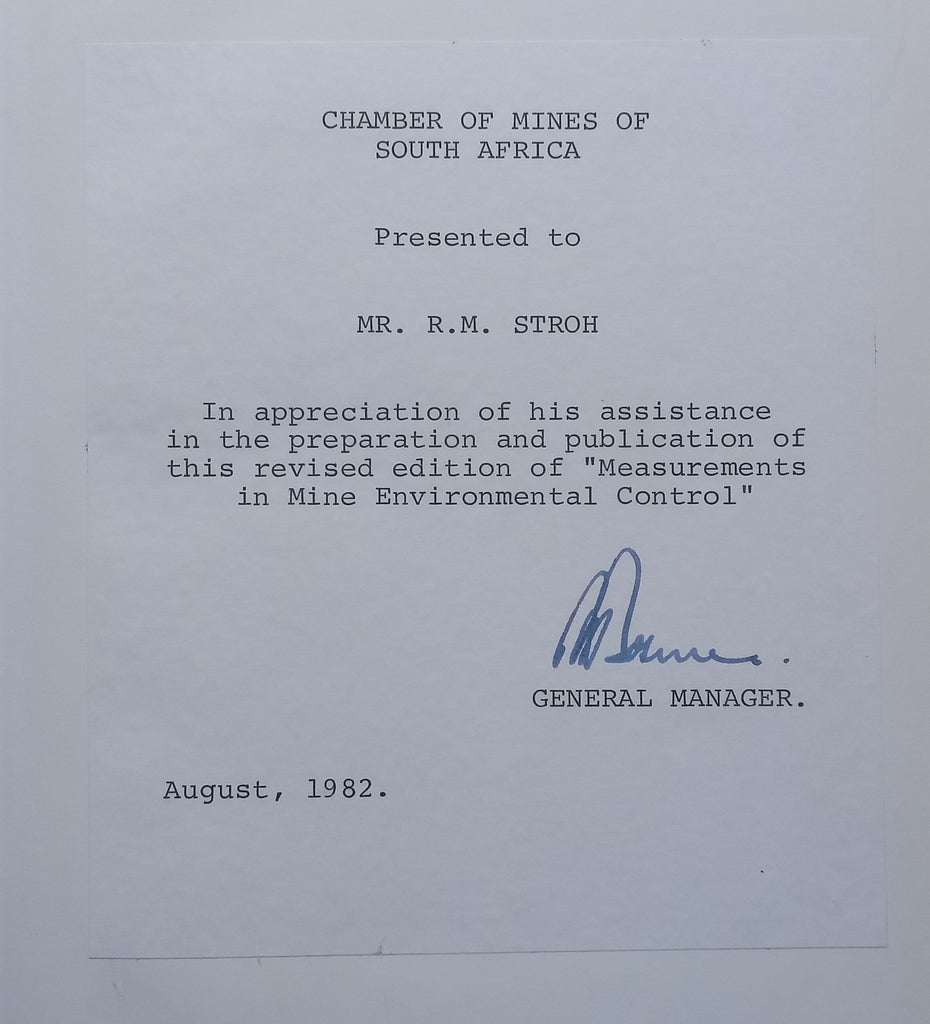 CHAMBER OF MINES OF
SOUTH AFRICA
Presented to
MR. R.M. STROH
In appreciation of his assistance
in the preparation and publication of
this revised edition of "Measurements
in Mine Environmental Control"
GENERAL MANAGER.
August, 1982.